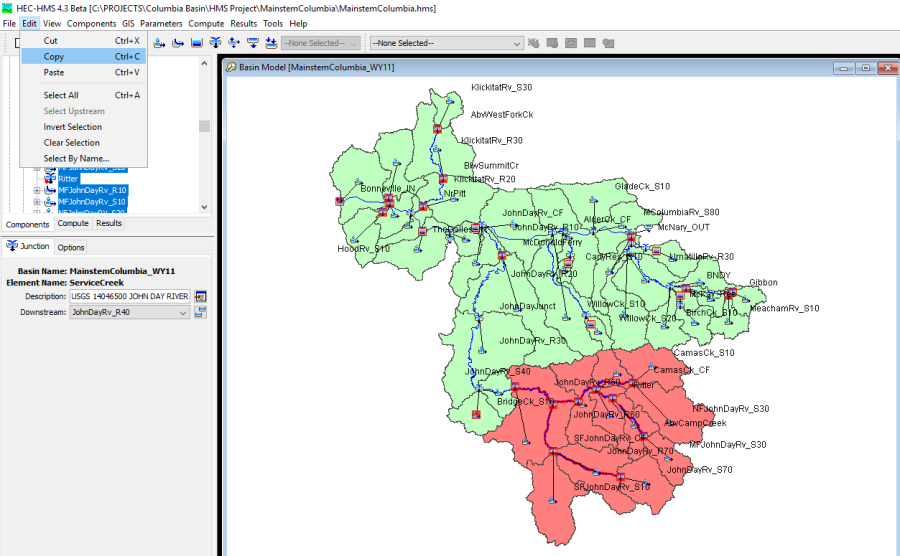 HEC-HMS 4.3 Beta [C:\PROJECTS\Columbia Basin\HMS Project\MainstemColumbia\MainstemColumbia.hms]
File Edit View Components GIS Parameters Compute Results Tools Help
--None Selected-- --None Selected--
Cut Ctrl+X
Copy Ctrl+C
Paste Ctrl+V
Select All Ctrl+A
Select Upstream
Invert Selection
Clear Selection
Select By Name...
Ritter
MFJohnDayRv_R10
MFJohnDayRv_S10
Components Compute Results
Junction Options
Basin Name: MainstemColumbia_WY11
Element Name: ServiceCreek
Description: USGS 14046500 JOHN DAY RIVER
Downstream: JohnDayRv_R40
Basin Model [MainstemColumbia_WY11]
KlickitatRv_S30
AbvWestForkCk
KlickitatRv_R30
BlwSummitCr
KlickitatRv_R20
Bonneville_IN
NrPitt
GladeCk_S10
JohnDayRv_CF
AlderCk_CF
MColumbiaRv_S80
JohnDayRv_R10
McNary_OUT
McDonaldFerry
HoodRv_S10
UmatillaRv_R30
JohnDayRv_R20
BNDY
Gibbon
JohnDayJunct
WillowCk_S10
MeachamRv_S10
WillowCk_S20
BirchCk_S10
JohnDayRv_R30
CamasCk_S10
JohnDayRv_S40
CamasCk_CF
Ritter
BridgeCk_S10
JohnDayRv_R60
NFJohnDayRv_S30
AbvCampCreek
MFJohnDayRv_S30
JohnDayRv_R70
JohnDayRv_S70
SFJohnDayRv_S10